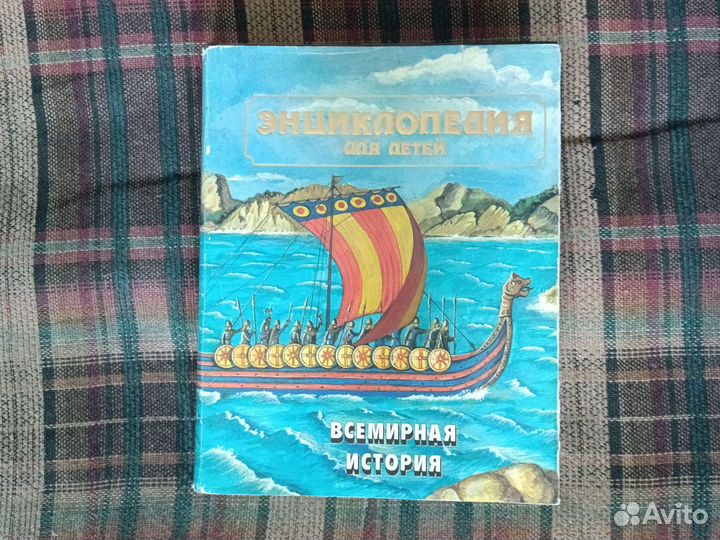 ЭНЦИКЛОПЕДИЯ
ДЛЯ ДЕТЕЙ
ВСЕМИРНАЯ
ИСТОРИЯ
Avito